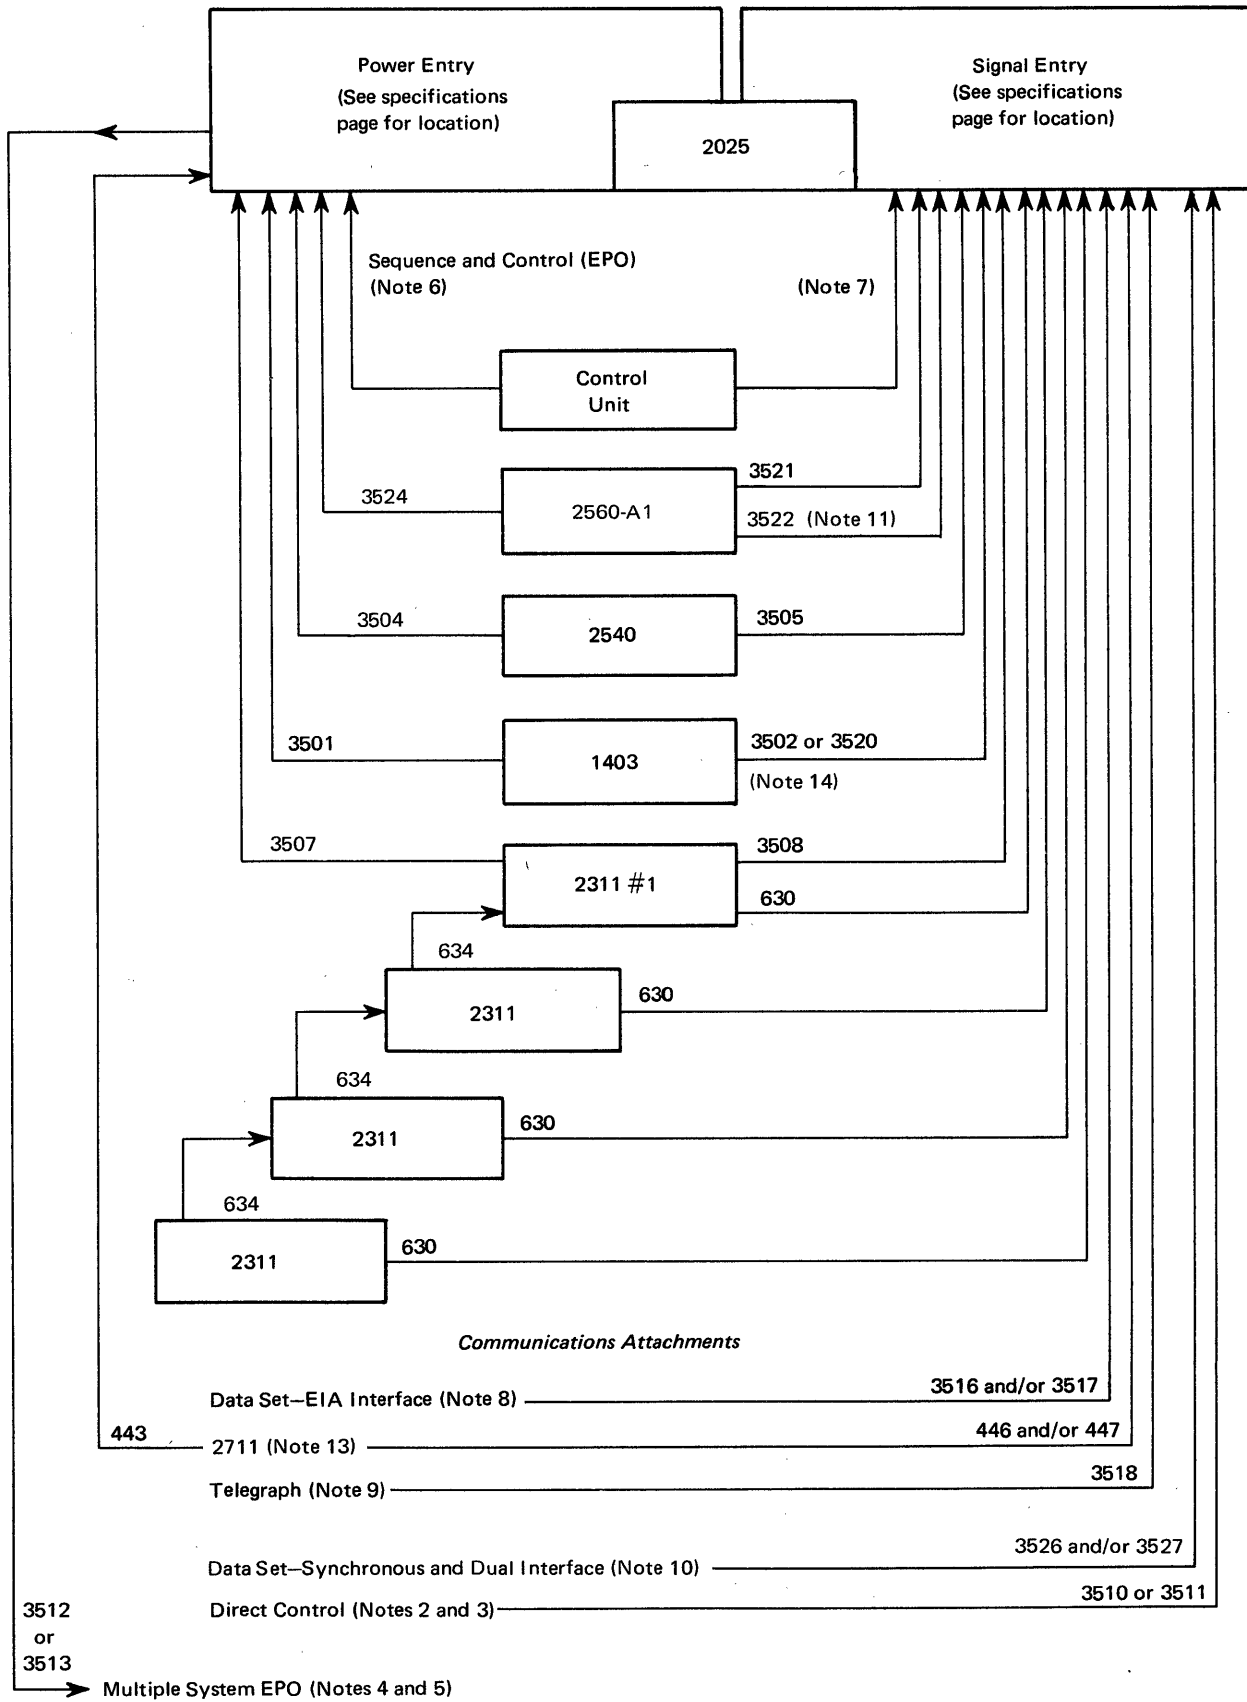 Power Entry
(See specifications
page for location)
Signal Entry
(See specifications
page for location)
2025
Sequence and Control (EPO)
(Note 6)
(Note 7)
Control
Unit
3521
3524
2560-A1
3522 (Note 11)
3504
2540
3505
3501
1403
3502 or 3520
(Note 14)
3507
2311 #1
3508
630
634
2311
630
634
2311
630
634
2311
630
Communications Attachments
Data Set—EIA Interface (Note 8)
3516 and/or 3517
443
2711 (Note 13)
446 and/or 447
Telegraph (Note 9)
3518
Data Set—Synchronous and Dual Interface (Note 10)
3526 and/or 3527
Direct Control (Notes 2 and 3)
3510 or 3511
3512
or
3513
Multiple System EPO (Notes 4 and 5)